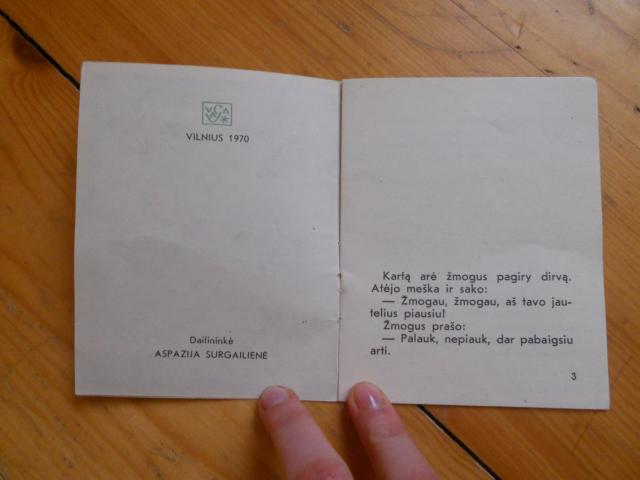 VILNIUS 1970
Dailininkė
ASPAZIJA SURGAILIENĖ
Kartą arė žmogus pagiry dirvą.
Atėjo meška ir sako:
— Žmogau, žmogau, aš tavo jau-
telius piausiu!
Žmogus prašo:
— Palauk, nepiauk, dar pabaigsiu
arti.
3